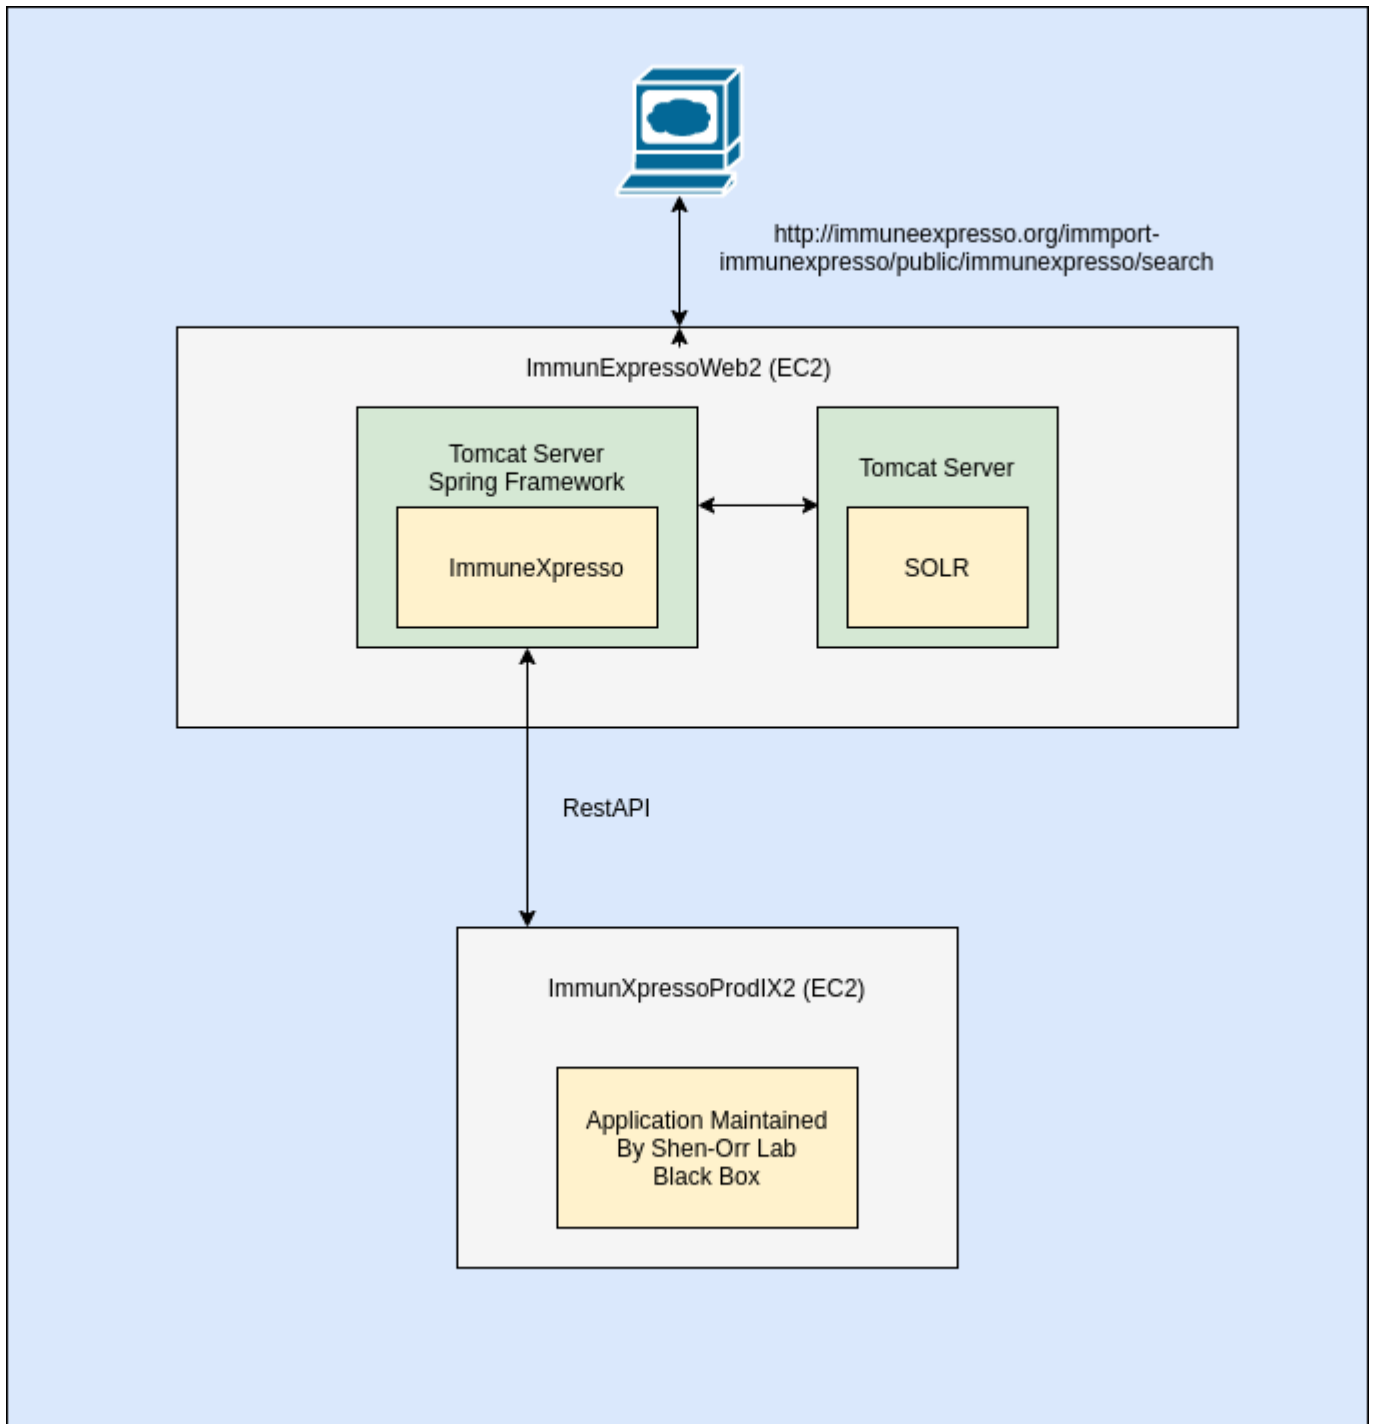 http://immuneexpresso.org/immport-
immunexpresso/public/immunexpresso/search
ImmunExpressoWeb2 (EC2)
Tomcat Server
Spring Framework
ImmuneXpresso
Tomcat Server
SOLR
RestAPI
ImmunXpressoProdIX2 (EC2)
Application Maintained
By Shen-Orr Lab
Black Box